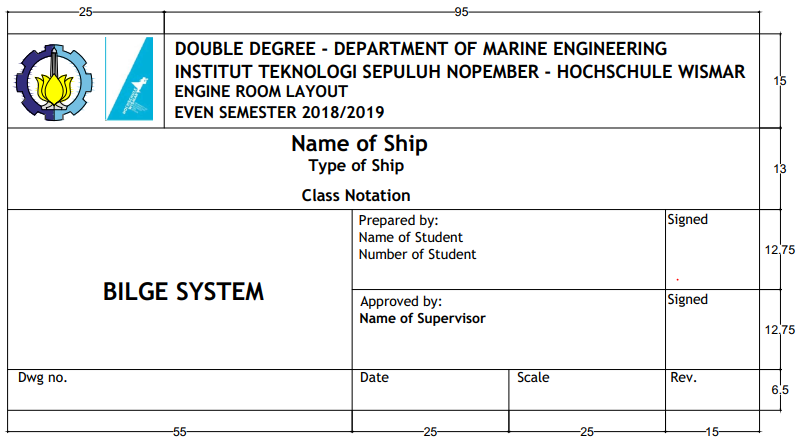 25 95
DOUBLE DEGREE - DEPARTMENT OF MARINE ENGINEERING
INSTITUT TEKNOLOGI SEPULUH NOPEMBER - HOCHSCHULE WISMAR
ENGINE ROOM LAYOUT
EVEN SEMESTER 2018/2019
15
Name of Ship
Type of Ship
Class Notation
13
Prepared by:
Name of Student
Number of Student
Signed
12.75
BILGE SYSTEM
Approved by:
Name of Supervisor
Signed
12.75
Dwg no. Date Scale Rev.
6.5
55 25 25 15